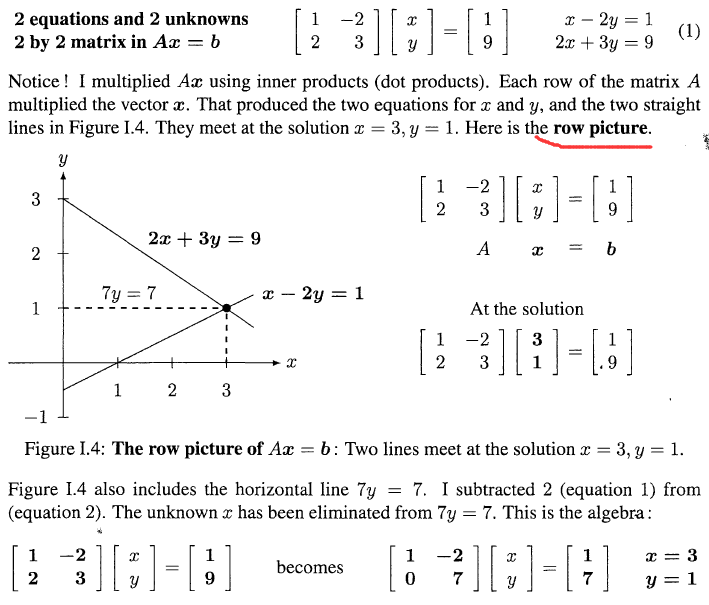 2 equations and 2 unknowns
2 by 2 matrix in Ax = b
[ 1 −2 ] [ x ] = [ 1 ] x − 2y = 1
[ 2 3 ] [ y ] = [ 9 ] 2x + 3y = 9 (1)
Notice! I multiplied Ax using inner products (dot products). Each row of the matrix A
multiplied the vector x. That produced the two equations for x and y, and the two straight
lines in Figure I.4. They meet at the solution x = 3, y = 1. Here is the row picture.
y
3
2
1
−1
2x + 3y = 9
7y = 7
x − 2y = 1
x
1 2 3
[ 1 −2 ] [ x ] = [ 1 ]
[ 2 3 ] [ y ] = [ 9 ]
A x = b
At the solution
[ 1 −2 ] [ 3 ] = [ 1 ]
[ 2 3 ] [ 1 ] = [ 9 ]
Figure I.4: The row picture of Ax = b: Two lines meet at the solution x = 3, y = 1.
Figure I.4 also includes the horizontal line 7y = 7. I subtracted 2 (equation 1) from
(equation 2). The unknown x has been eliminated from 7y = 7. This is the algebra:
[ 1 −2 ] [ x ] = [ 1 ] becomes [ 1 −2 ] [ x ] = [ 1 ] x = 3
[ 2 3 ] [ y ] = [ 9 ] [ 0 7 ] [ y ] = [ 7 ] y = 1